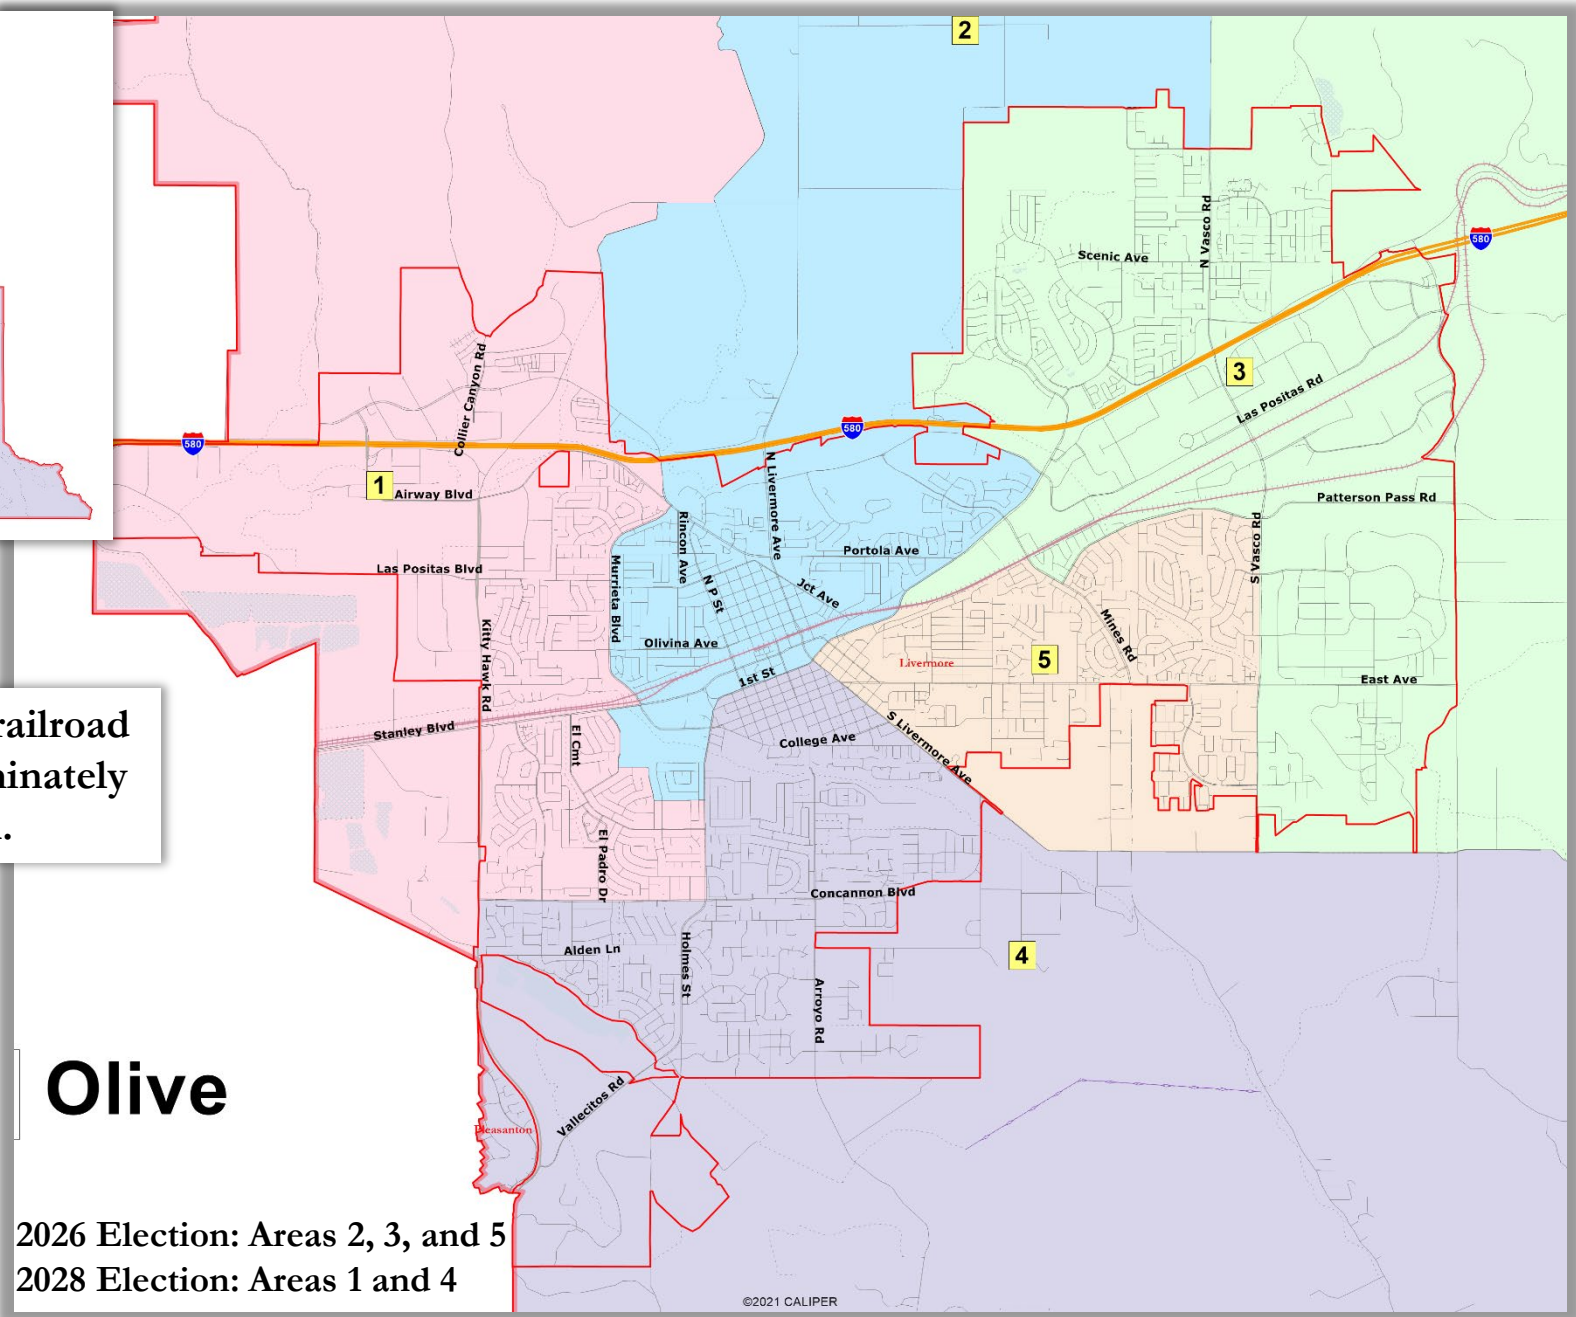 2
N Vasco Rd
Scenic Ave
580
3
Las Positas Rd
580
Collier Canyon Rd
580
1
Airway Blvd
N Livermore Ave
Patterson Pass Rd
Rincon Ave
S Vasco Rd
Portola Ave
Las Positas Blvd
Murrieta Blvd
N P St
Jct Ave
Mines Rd
Kitty Hawk Rd
Olivina Ave
Livermore
5
1st St
East Ave
railroad
Stanley Blvd
El Cmt
College Ave
S Livermore Ave
El Padro Dr
Concannon Blvd
Alden Ln
Holmes St
4
Arroyo Rd
Olive
Vallecitos Rd
Pleasanton
2026 Election: Areas 2, 3, and 5
2028 Election: Areas 1 and 4
©2021 CALIPER